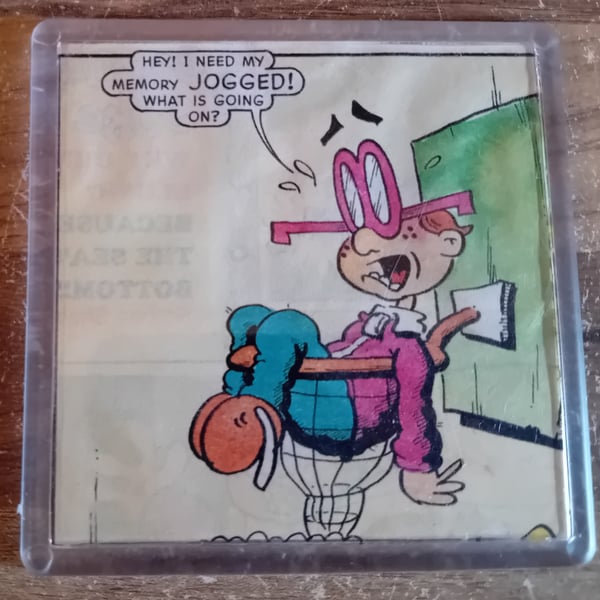 HEY! I NEED MY
MEMORY JOGGED!
WHAT IS GOING
ON?